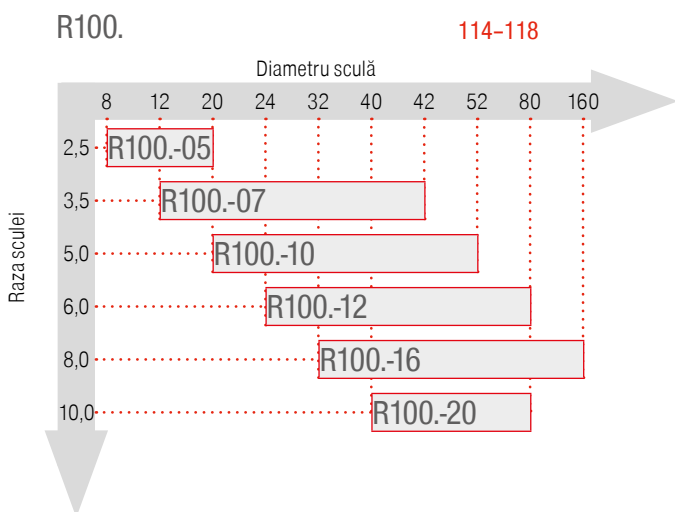 R100. 114–118
Diametru sculă
8 12 20 24 32 40 42 52 80 160
Raza sculei
2,5 R100.-05
3,5 R100.-07
5,0 R100.-10
6,0 R100.-12
8,0 R100.-16
10,0 R100.-20